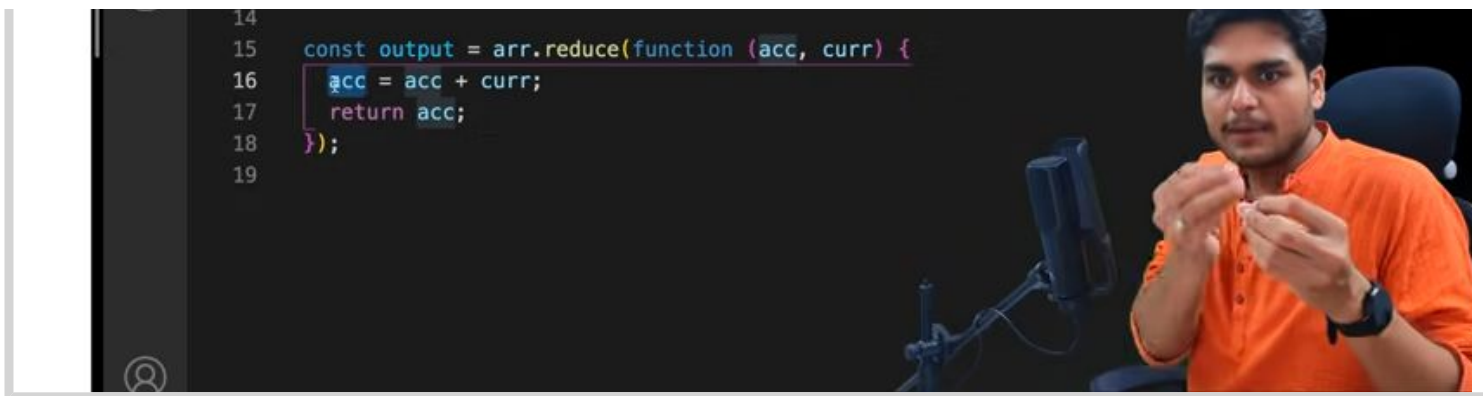 14
15 const output = arr.reduce(function (acc, curr) {
16 acc = acc + curr;
17 return acc;
18 });
19